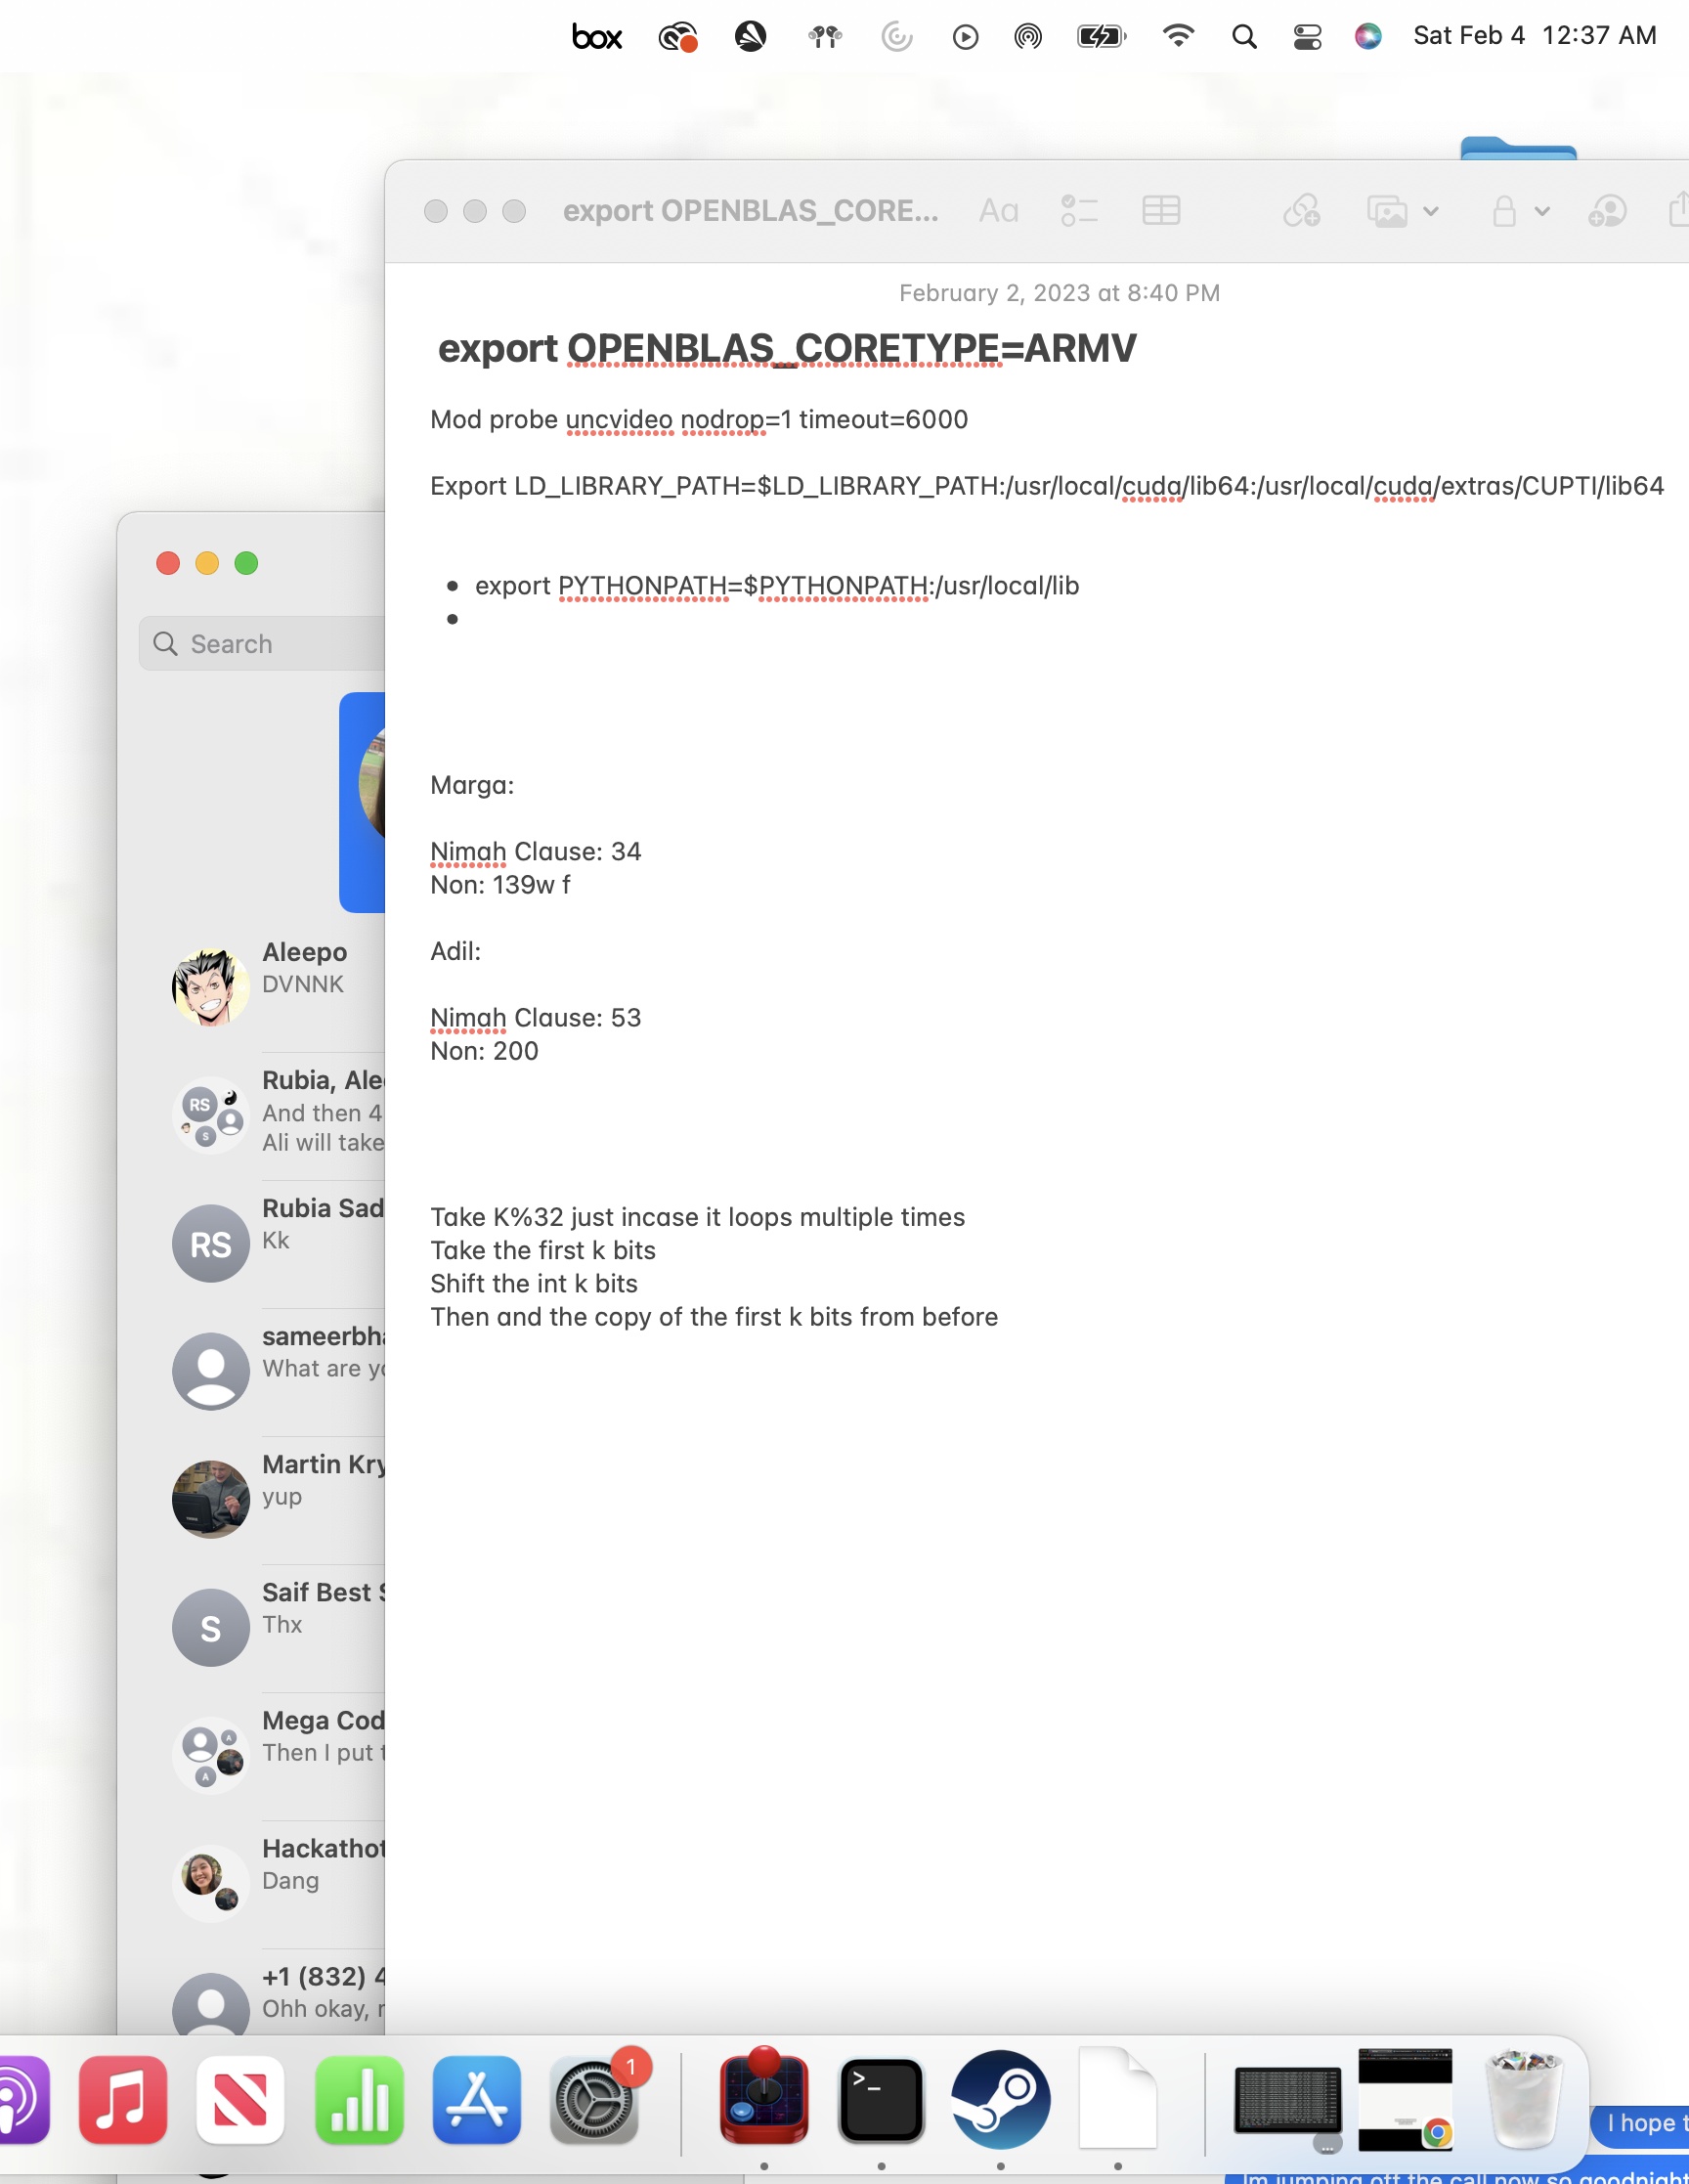 box
Sat Feb 4 12:37 AM
export OPENBLAS_CORE...
Aa
February 2, 2023 at 8:40 PM
export OPENBLAS_CORETYPE=ARMV
Mod probe uncvideo nodrop=1 timeout=6000
Export LD_LIBRARY_PATH=$LD_LIBRARY_PATH:/usr/local/cuda/lib64:/usr/local/cuda/extras/CUPTI/lib64
• export PYTHONPATH=$PYTHONPATH:/usr/local/lib
•
Marga:
Nimah Clause: 34
Non: 139w f
Adil:
Nimah Clause: 53
Non: 200
Take K%32 just incase it loops multiple times
Take the first k bits
Shift the int k bits
Then and the copy of the first k bits from before
Search
Aleepo
DVNNK
RS
S
Rubia, Alee
And then 4
Ali will take
RS
Rubia Sad
Kk
sameerbha
What are yo
Martin Kry
yup
S
Saif Best S
Thx
A
A
Mega Cod
Then I put t
Hackathot
Dang
+1 (832) 4
Ohh okay, r
1
>_
I hope t
Im jumping off the call now so goodnight